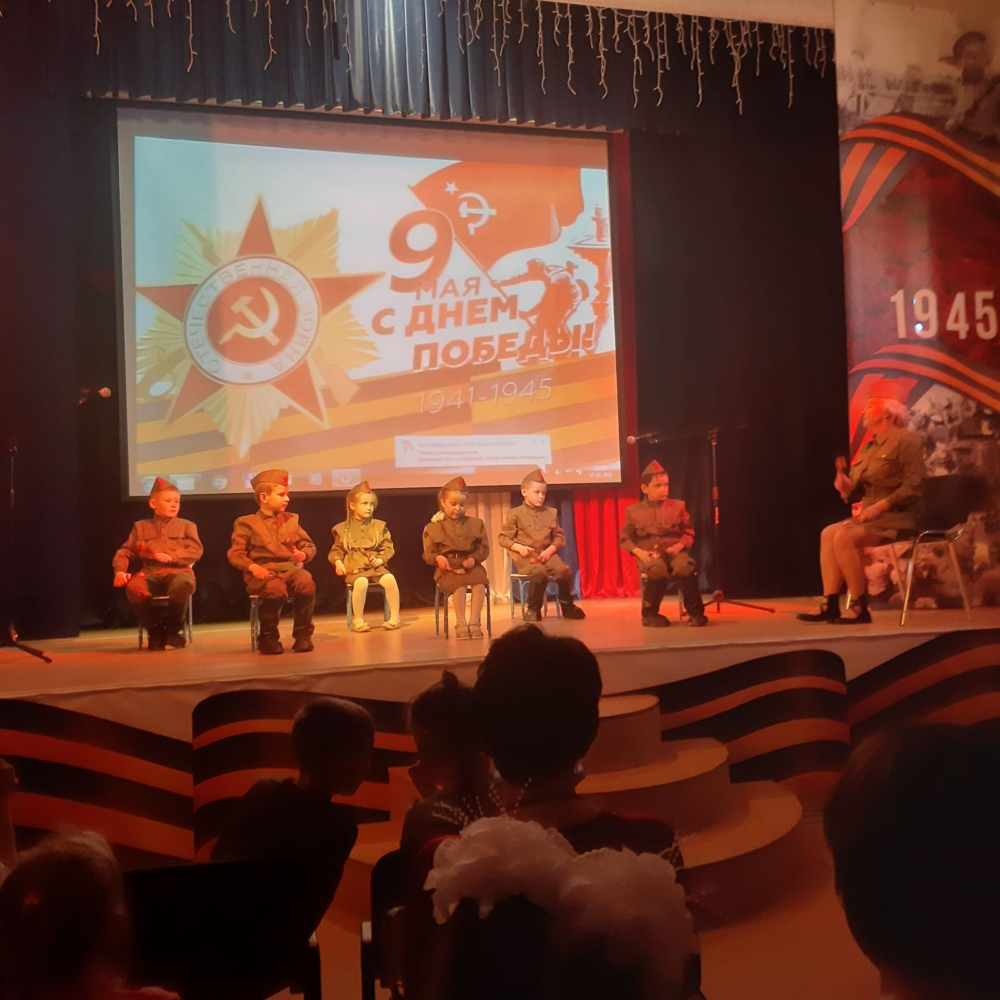 ОТЕЧЕСТВЕННАЯ ВОЙНА
9
МАЯ
С ДНЕМ
ПОБЕДЫ!
1941-1945
Активировать Windows сейчас
1945